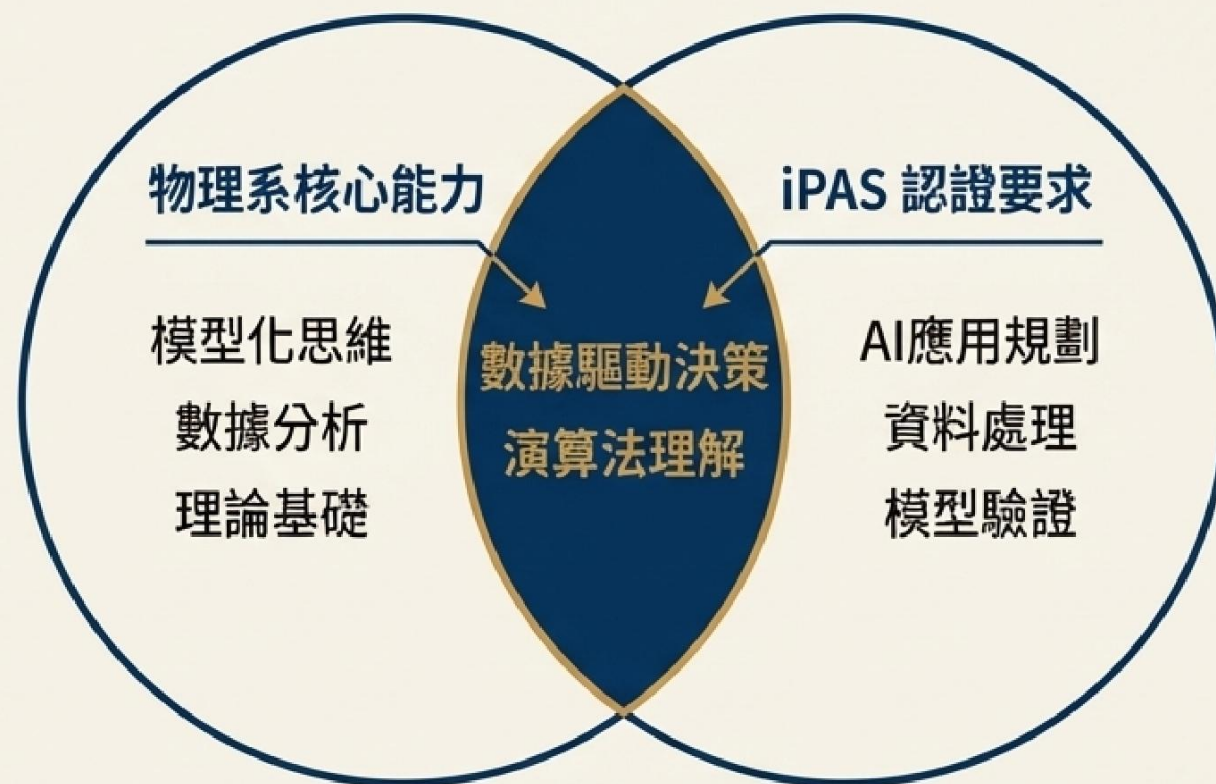 物理系核心能力
模型化思維
數據分析
理論基礎
數據驅動決策
演算法理解
iPAS 認證要求
AI應用規劃
資料處理
模型驗證